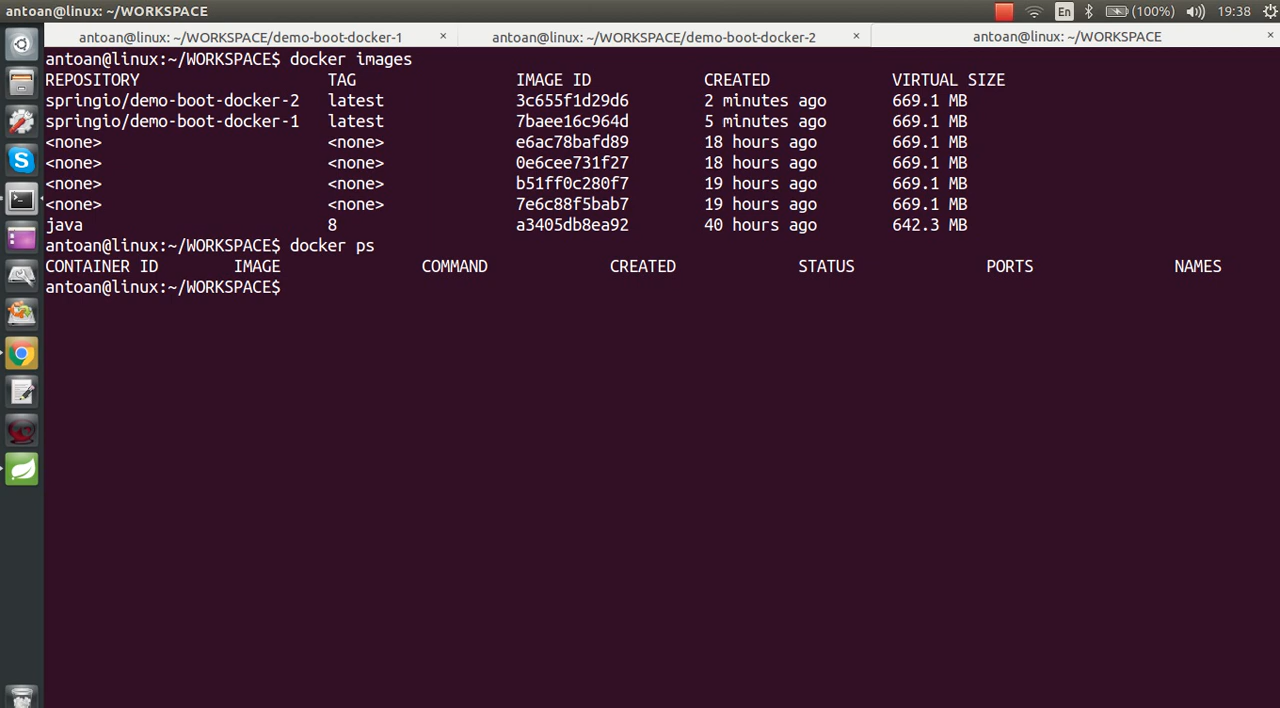 antoan@linux: ~/WORKSPACE
En (100%) 19:38
antoan@linux: ~/WORKSPACE/demo-boot-docker-1 × antoan@linux: ~/WORKSPACE/demo-boot-docker-2 × antoan@linux: ~/WORKSPACE ×
antoan@linux:~/WORKSPACE$ docker images
REPOSITORY TAG IMAGE ID CREATED VIRTUAL SIZE
springio/demo-boot-docker-2 latest 3c655f1d29d6 2 minutes ago 669.1 MB
springio/demo-boot-docker-1 latest 7baee16c964d 5 minutes ago 669.1 MB
<none> <none> e6ac78bafd89 18 hours ago 669.1 MB
<none> <none> 0e6cee731f27 18 hours ago 669.1 MB
<none> <none> b51ff0c280f7 19 hours ago 669.1 MB
<none> <none> 7e6c88f5bab7 19 hours ago 669.1 MB
java 8 a3405db8ea92 40 hours ago 642.3 MB
antoan@linux:~/WORKSPACE$ docker ps
CONTAINER ID IMAGE COMMAND CREATED STATUS PORTS NAMES
antoan@linux:~/WORKSPACE$